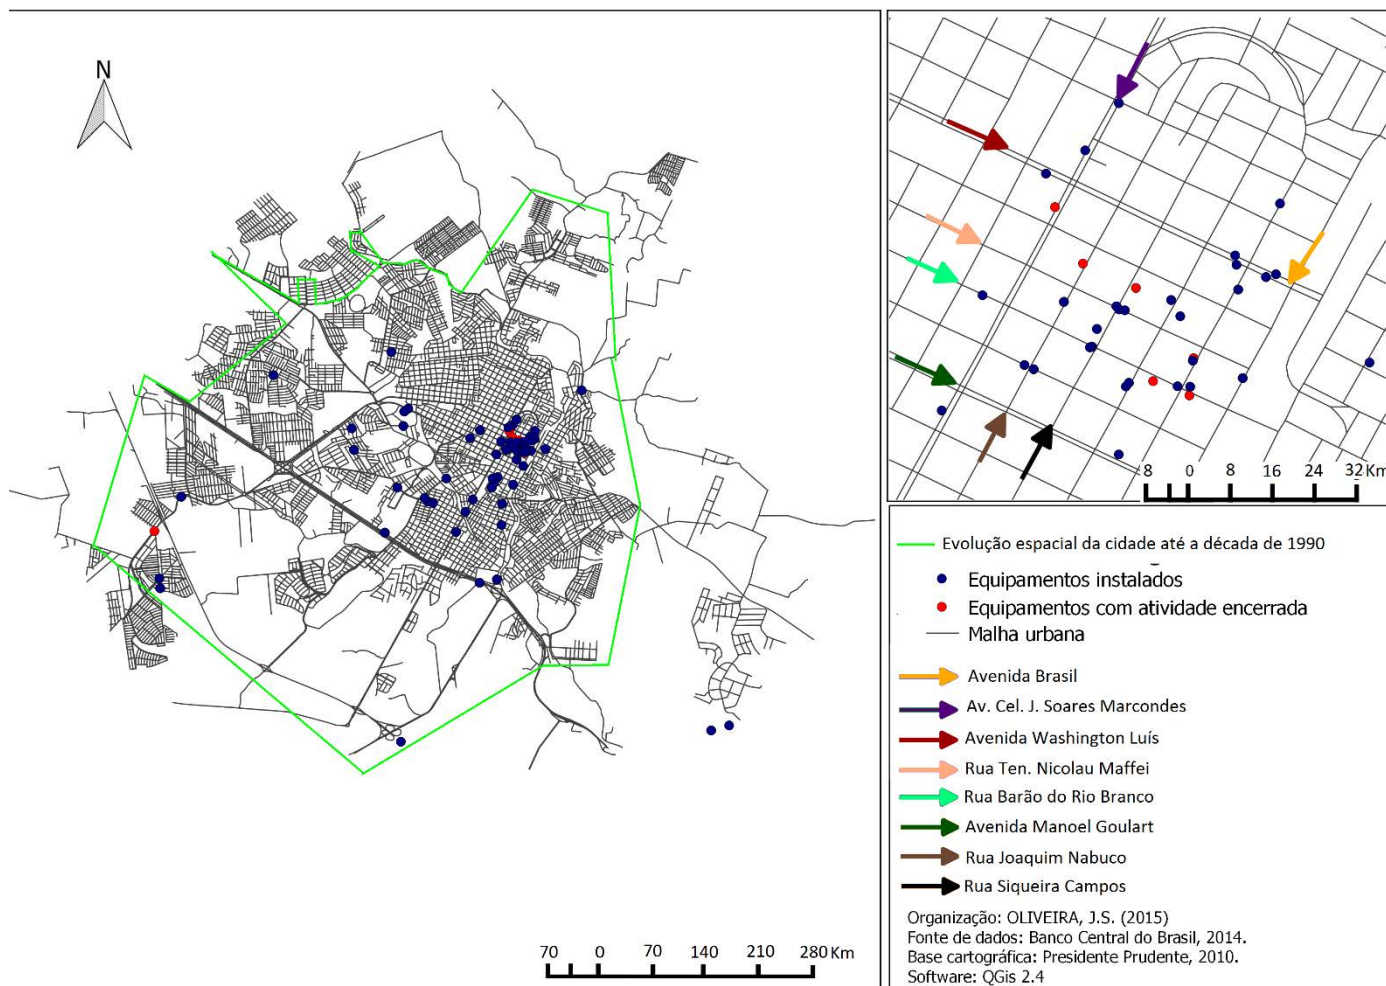 N
70 0 70 140 210 280 Km
8 0 8 16 24 32 Km
Evolução espacial da cidade até a década de 1990
Equipamentos instalados
Equipamentos com atividade encerrada
Malha urbana
Avenida Brasil
Av. Cel. J. Soares Marcondes
Avenida Washington Luís
Rua Ten. Nicolau Maffei
Rua Barão do Rio Branco
Avenida Manoel Goulart
Rua Joaquim Nabuco
Rua Siqueira Campos
Organização: OLIVEIRA, J.S. (2015)
Fonte de dados: Banco Central do Brasil, 2014.
Base cartográfica: Presidente Prudente, 2010.
Software: QGis 2.4